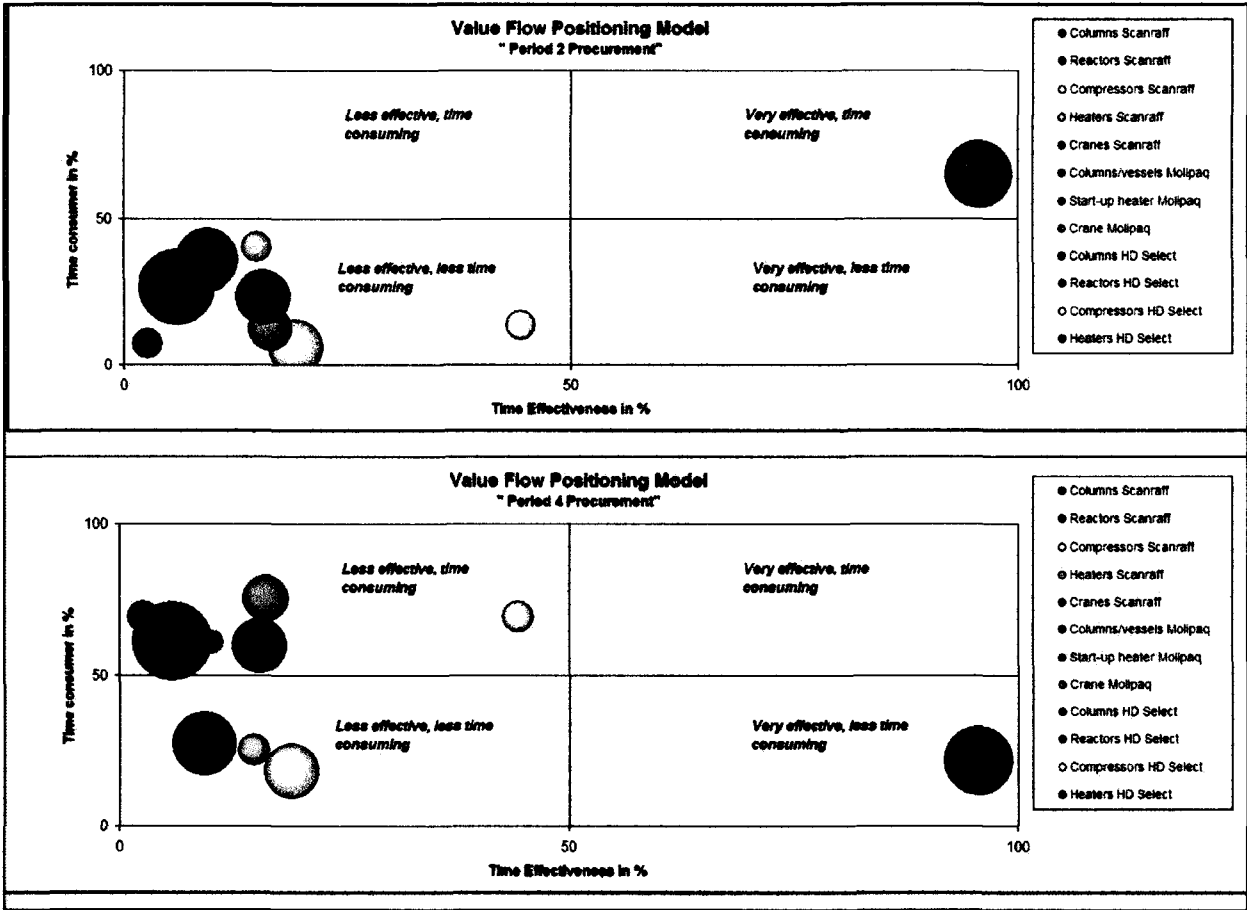 Value Flow Positioning Model
" Period 2 Procurement"
100
50
0
Time consumer in %
Less effective, time
consuming
Very effective, time
consuming
Less effective, less time
consuming
Very effective, less time
consuming
0
50
100
Time Effectiveness in %
Columns Scanraff
Reactors Scanraff
Compressors Scanraff
Heaters Scanraff
Cranes Scanraff
Columns/vessels Molipaq
Start-up heater Molipaq
Crane Molipaq
Columns HD Select
Reactors HD Select
Compressors HD Select
Heaters HD Select
Value Flow Positioning Model
" Period 4 Procurement"
100
50
0
Time consumer in %
Less effective, time
consuming
Very effective, time
consuming
Less effective, less time
consuming
Very effective, less time
consuming
0
50
100
Time Effectiveness in %
Columns Scanraff
Reactors Scanraff
Compressors Scanraff
Heaters Scanraff
Cranes Scanraff
Columns/vessels Molipaq
Start-up heater Molipaq
Crane Molipaq
Columns HD Select
Reactors HD Select
Compressors HD Select
Heaters HD Select